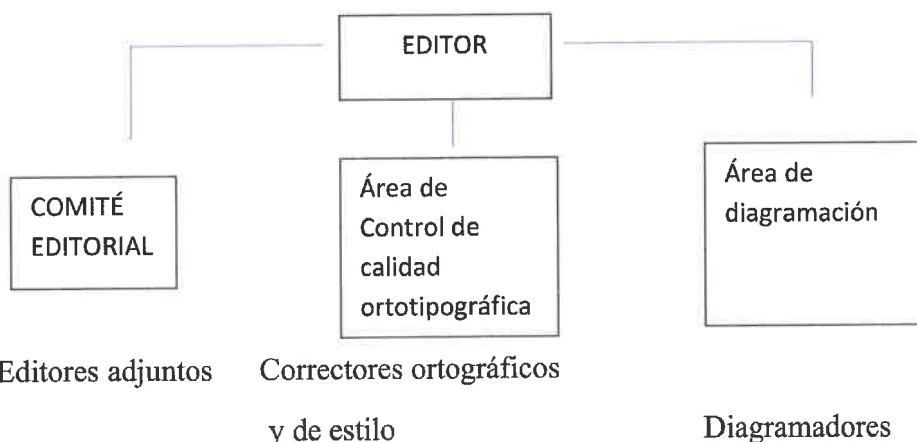 EDITOR
COMITÉ
EDITORIAL
Área de
Control de
calidad
ortotipográfica
Área de
diagramación
Editores adjuntos
Correctores ortográficos
y de estilo
Diagramadores